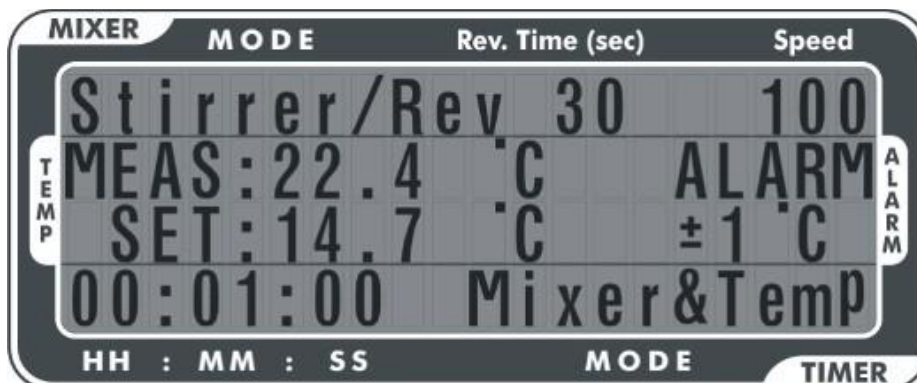 MIXER MODE Rev. Time (sec) Speed
Stirrer/Rev 30 100
TEMP MEAS:22.4 °C ALARM ALARM
SET:14.7 °C ±1 °C
00:01:00 Mixer&Temp
HH : MM : SS MODE TIMER